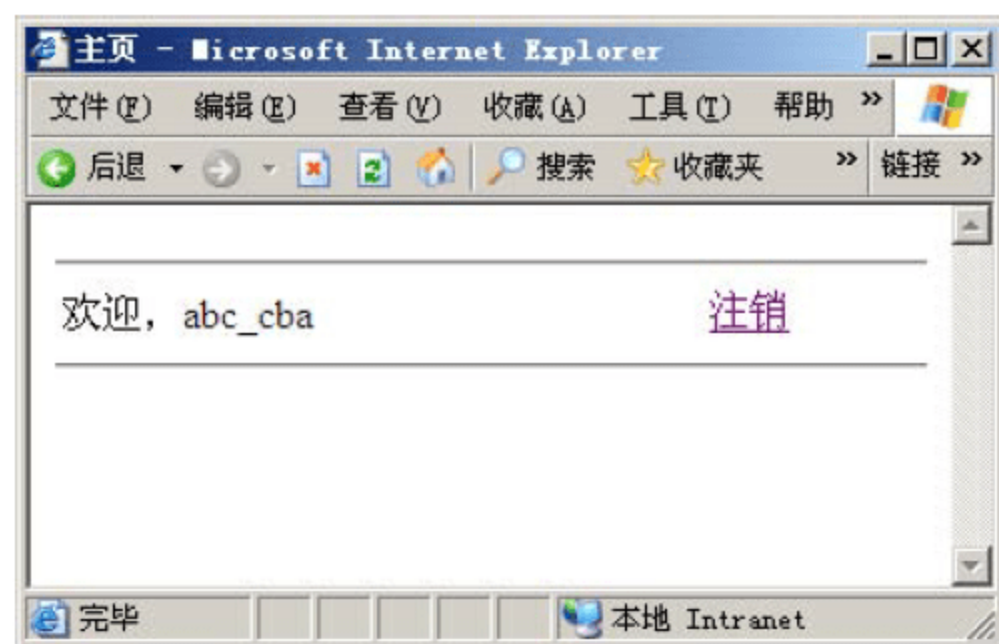 主页 - Microsoft Internet Explorer
文件(F) 编辑(E) 查看(V) 收藏(A) 工具(T) 帮助 »
后退 搜索 收藏夹 » 链接 »
欢迎，abc_cba 注销
完毕 本地 Intranet